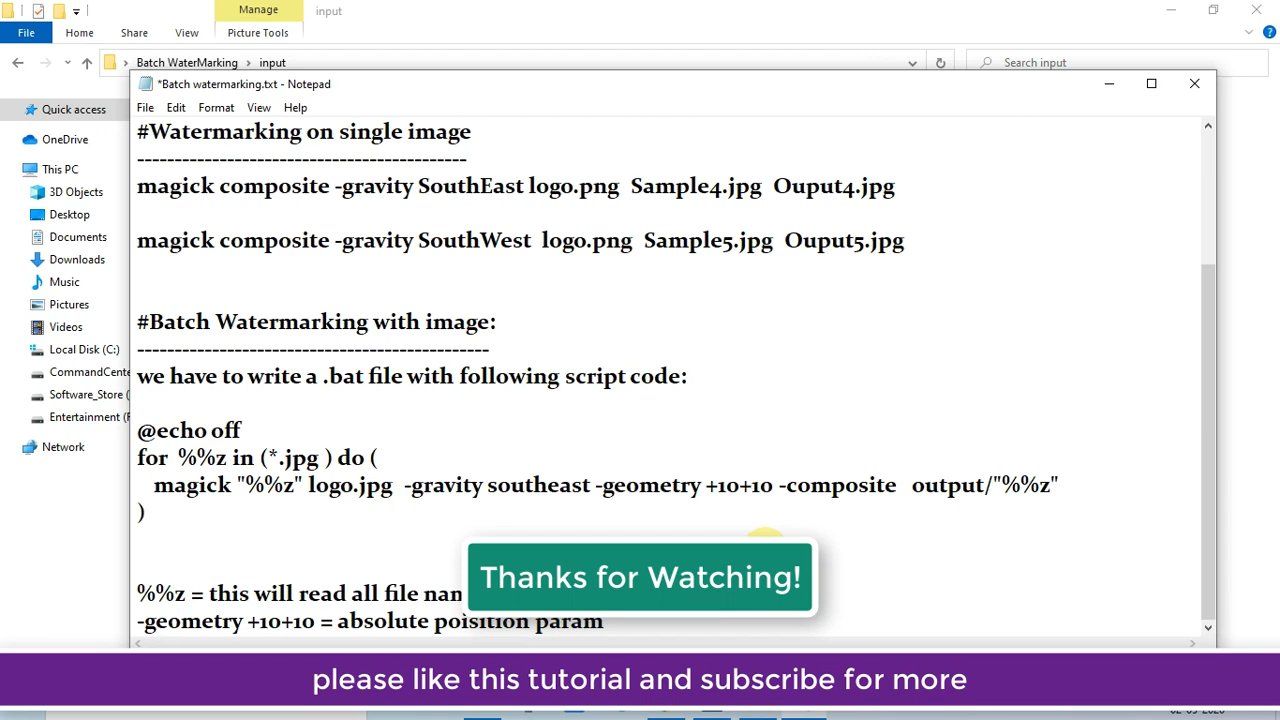 Manage
input
File
Home
Share
View
Picture Tools
Batch WaterMarking
input
Search input
*Batch watermarking.txt - Notepad
File
Edit
Format
View
Help
Quick access
OneDrive
This PC
3D Objects
Desktop
Documents
Downloads
Music
Pictures
Videos
Local Disk (C:)
Network
#Watermarking on single image
-------------------------------------------
magick composite -gravity SouthEast logo.png Sample4.jpg Ouput4.jpg
magick composite -gravity SouthWest logo.png Sample5.jpg Ouput5.jpg
#Batch Watermarking with image:
----------------------------------------------
we have to write a .bat file with following script code:
@echo off
for %%z in (*.jpg ) do (
magick "%%z" logo.jpg -gravity southeast -geometry +10+10 -composite output/"%%z"
)
%%z = this will read all file
-geometry +10+10 = absolute poisition param
Thanks for Watching!
please like this tutorial and subscribe for more